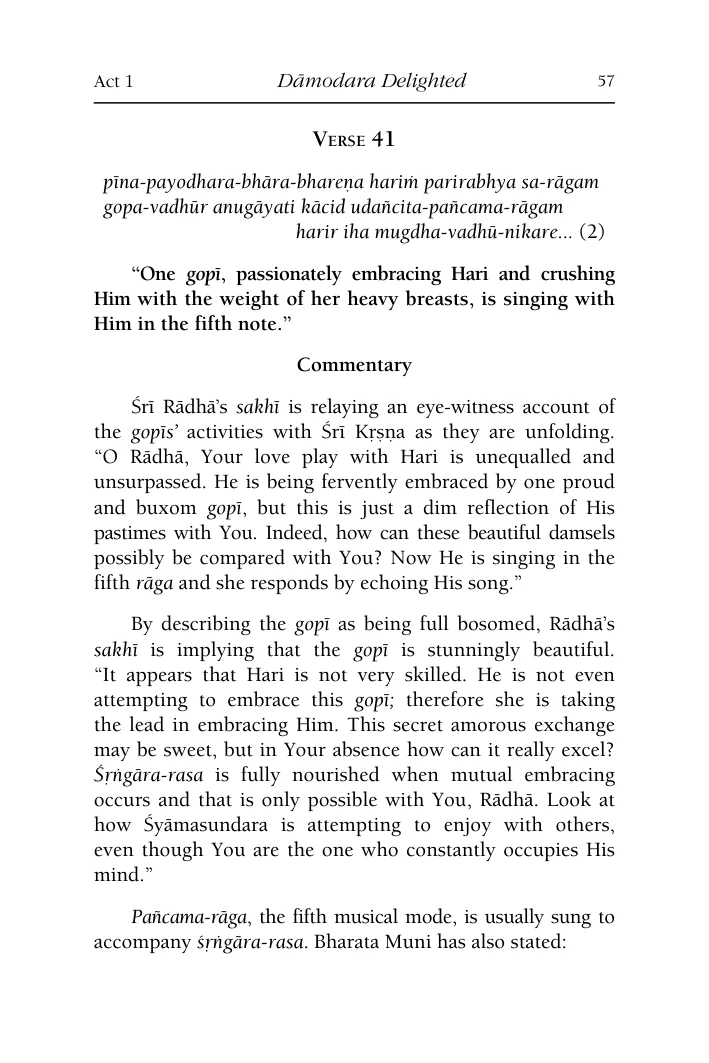 Act 1 Dāmodara Delighted 57
Verse 41
pīna-payodhara-bhāra-bhareṇa hariṁ parirabhya sa-rāgam
gopa-vadhūr anugāyati kācid udañcita-pañcama-rāgam
harir iha mugdha-vadhū-nikare... (2)
“One gopī, passionately embracing Hari and crushing
Him with the weight of her heavy breasts, is singing with
Him in the fifth note.”
Commentary
Śrī Rādhā’s sakhī is relaying an eye-witness account of
the gopīs’ activities with Śrī Kṛṣṇa as they are unfolding.
“O Rādhā, Your love play with Hari is unequalled and
unsurpassed. He is being fervently embraced by one proud
and buxom gopī, but this is just a dim reflection of His
pastimes with You. Indeed, how can these beautiful damsels
possibly be compared with You? Now He is singing in the
fifth rāga and she responds by echoing His song.”
By describing the gopī as being full bosomed, Rādhā’s
sakhī is implying that the gopī is stunningly beautiful.
“It appears that Hari is not very skilled. He is not even
attempting to embrace this gopī; therefore she is taking
the lead in embracing Him. This secret amorous exchange
may be sweet, but in Your absence how can it really excel?
Śṛṅgāra-rasa is fully nourished when mutual embracing
occurs and that is only possible with You, Rādhā. Look at
how Śyāmasundara is attempting to enjoy with others,
even though You are the one who constantly occupies His
mind.”
Pañcama-rāga, the fifth musical mode, is usually sung to
accompany śṛṅgāra-rasa. Bharata Muni has also stated: